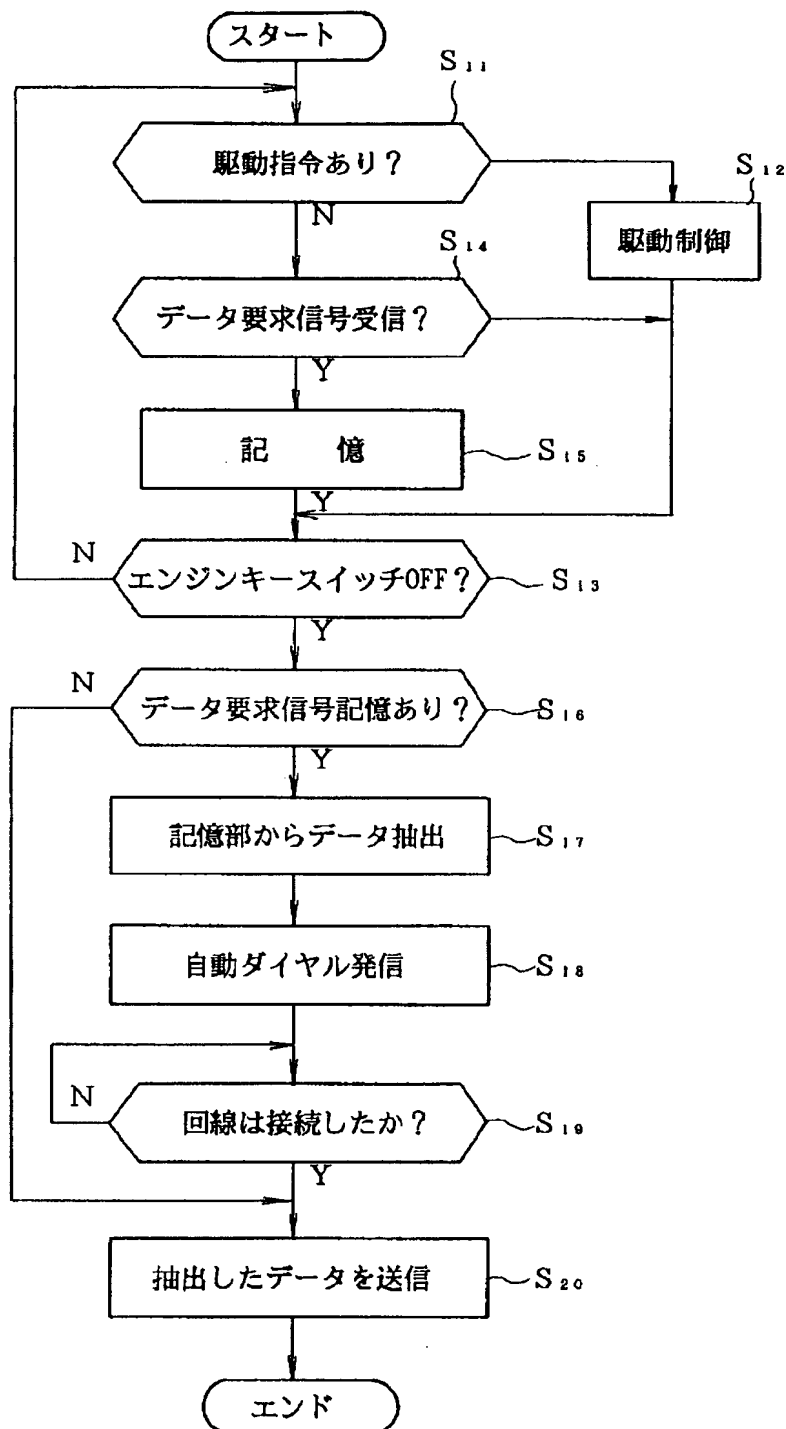 スタート
S₁₁
駆動指令あり？
S₁₂
N
駆動制御
S₁₄
データ要求信号受信？
Y
記　　憶
S₁₅
Y
N
エンジンキースイッチOFF？
S₁₃
Y
N
データ要求信号記憶あり？
S₁₆
Y
記憶部からデータ抽出
S₁₇
自動ダイヤル発信
S₁₈
N
回線は接続したか？
S₁₉
Y
抽出したデータを送信
S₂₀
エンド